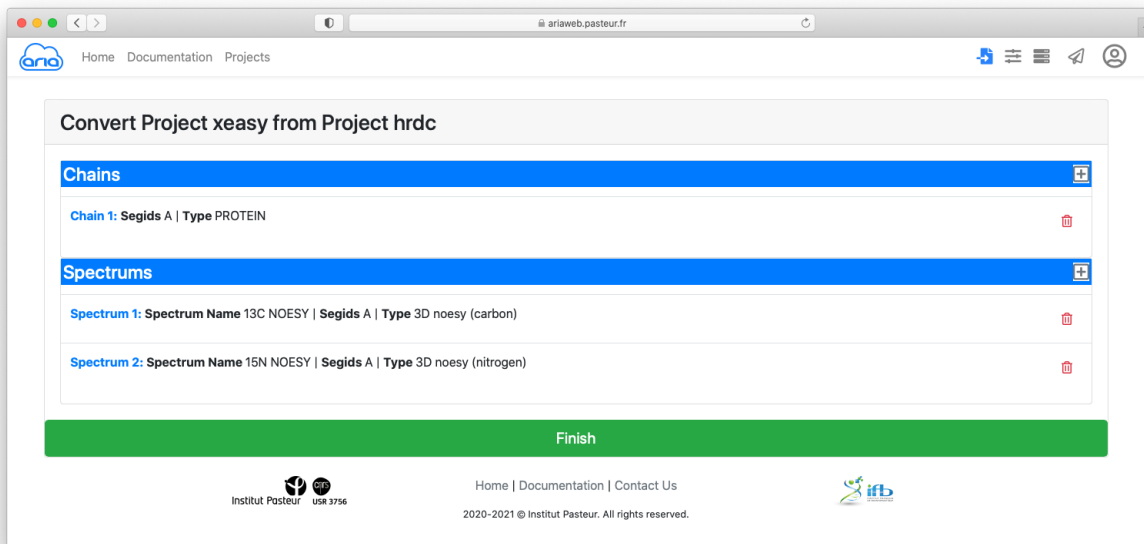 ariaweb.pasteur.fr
aria Home Documentation Projects
Convert Project xeasy from Project hrdc
Chains
Chain 1: Segids A | Type PROTEIN
Spectrums
Spectrum 1: Spectrum Name 13C NOESY | Segids A | Type 3D noesy (carbon)
Spectrum 2: Spectrum Name 15N NOESY | Segids A | Type 3D noesy (nitrogen)
Finish
Institut Pasteur
cnrs
USR 3756
Home | Documentation | Contact Us
2020-2021 © Institut Pasteur. All rights reserved.
ifb